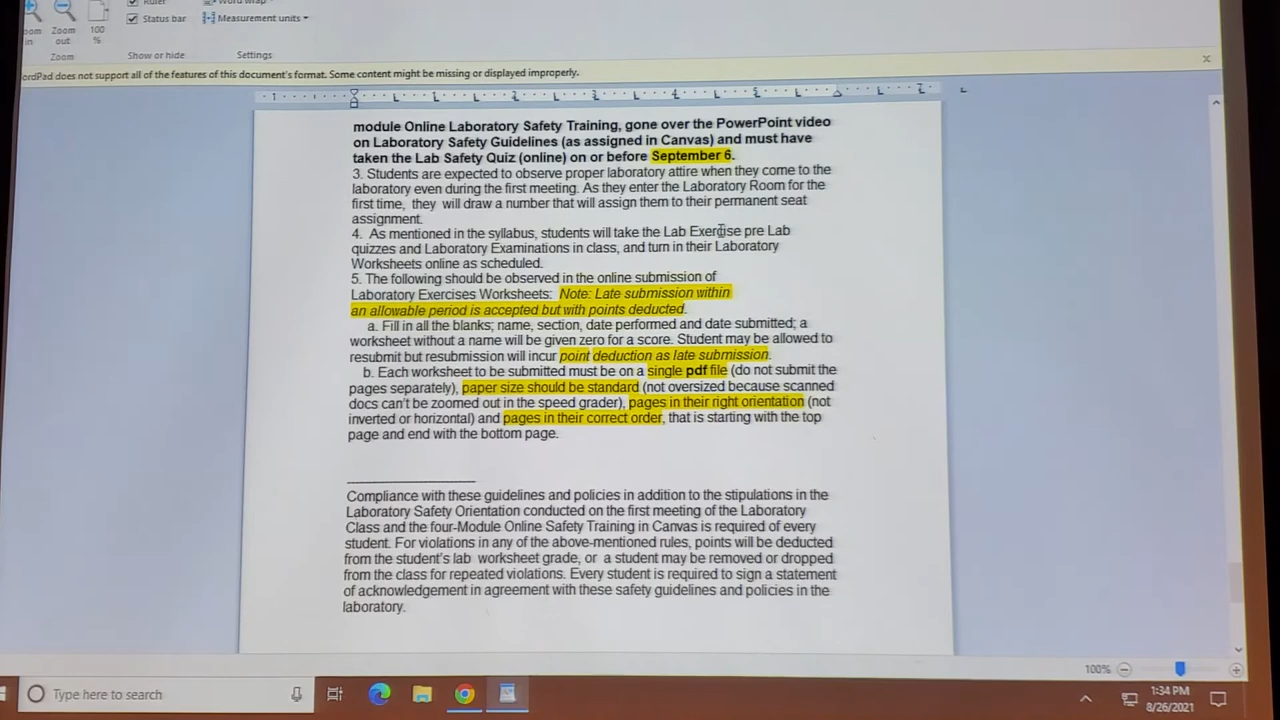 Ruler
Word wrap
Zoom
in
Zoom
out
100
%
Status bar
Measurement units
Zoom
Show or hide
Settings
ordPad does not support all of the features of this document's format. Some content might be missing or displayed improperly.
module Online Laboratory Safety Training, gone over the PowerPoint video
on Laboratory Safety Guidelines (as assigned in Canvas) and must have
taken the Lab Safety Quiz (online) on or before September 6.
3. Students are expected to observe proper laboratory attire when they come to the
laboratory even during the first meeting. As they enter the Laboratory Room for the
first time, they will draw a number that will assign them to their permanent seat
assignment.
4. As mentioned in the syllabus, students will take the Lab Exercise pre Lab
quizzes and Laboratory Examinations in class, and turn in their Laboratory
Worksheets online as scheduled.
5. The following should be observed in the online submission of
Laboratory Exercises Worksheets: Note: Late submission within
an allowable period is accepted but with points deducted.
a. Fill in all the blanks; name, section, date performed and date submitted; a
worksheet without a name will be given zero for a score. Student may be allowed to
resubmit but resubmission will incur point deduction as late submission.
b. Each worksheet to be submitted must be on a single pdf file (do not submit the
pages separately), paper size should be standard (not oversized because scanned
docs can't be zoomed out in the speed grader), pages in their right orientation (not
inverted or horizontal) and pages in their correct order, that is starting with the top
page and end with the bottom page.
Compliance with these guidelines and policies in addition to the stipulations in the
Laboratory Safety Orientation conducted on the first meeting of the Laboratory
Class and the four-Module Online Safety Training in Canvas is required of every
student. For violations in any of the above-mentioned rules, points will be deducted
from the student's lab worksheet grade, or a student may be removed or dropped
from the class for repeated violations. Every student is required to sign a statement
of acknowledgement in agreement with these safety guidelines and policies in the
laboratory.
100%
Type here to search
1:34 PM
8/26/2021